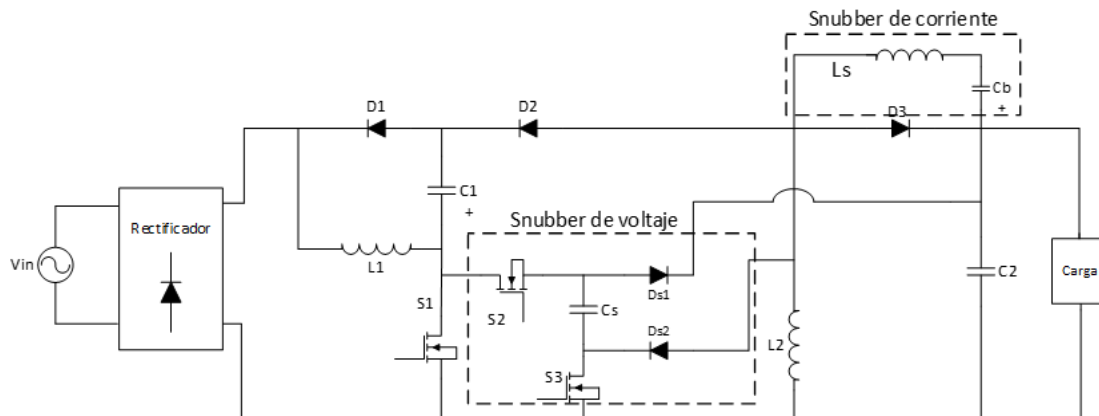 Snubber de corriente
Ls
Cb
+
D1
D2
D3
C1
+
Rectificador
Snubber de voltaje
Vin
L1
S1
S2
Ds1
Cs
Ds2
S3
L2
C2
Carga